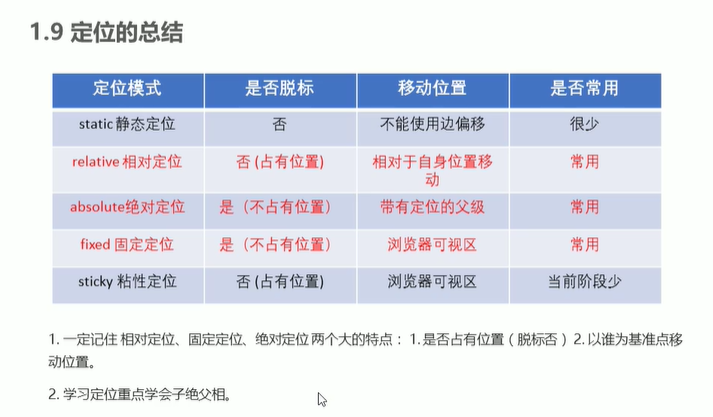 1.9 定位的总结
定位模式 是否脱标 移动位置 是否常用
static 静态定位 否 不能使用边偏移 很少
relative 相对定位 否 (占有位置) 相对于自身位置移动 常用
absolute绝对定位 是（不占有位置） 带有定位的父级 常用
fixed 固定定位 是（不占有位置） 浏览器可视区 常用
sticky 粘性定位 否 (占有位置) 浏览器可视区 当前阶段少
1. 一定记住 相对定位、固定定位、绝对定位 两个大的特点： 1. 是否占有位置（脱标否） 2. 以谁为基准点移
动位置。
2. 学习定位重点学会子绝父相。